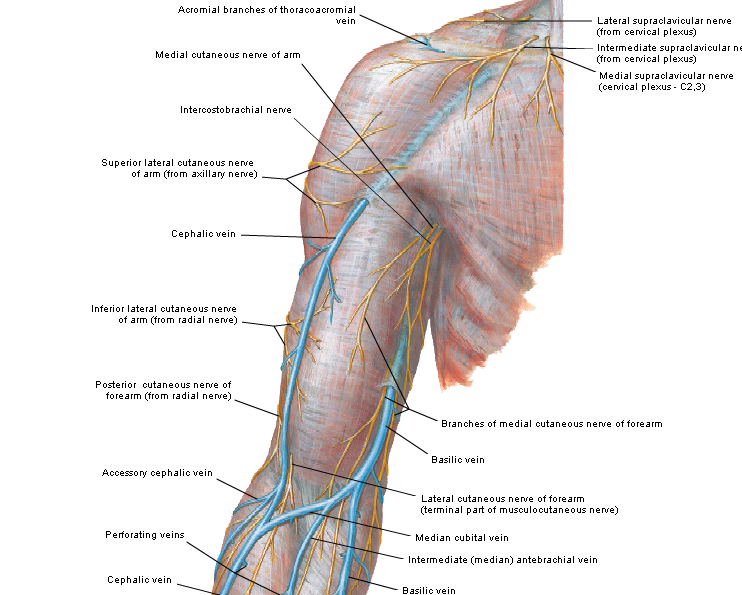 Acromial branches of thoracoacromial
vein
Lateral supraclavicular nerve
(from cervical plexus)
Intermediate supraclavicular ne
(from cervical plexus)
Medial supraclavicular nerve
(cervical plexus - C2,3)
Medial cutaneous nerve of arm
Intercostobrachial nerve
Superior lateral cutaneous nerve
of arm (from axillary nerve)
Cephalic vein
Inferior lateral cutaneous nerve
of arm (from radial nerve)
Posterior cutaneous nerve of
forearm (from radial nerve)
Branches of medial cutaneous nerve of forearm
Basilic vein
Accessory cephalic vein
Lateral cutaneous nerve of forearm
(terminal part of musculocutaneous nerve)
Perforating veins
Median cubital vein
Intermediate (median) antebrachial vein
Cephalic vein
Basilic vein